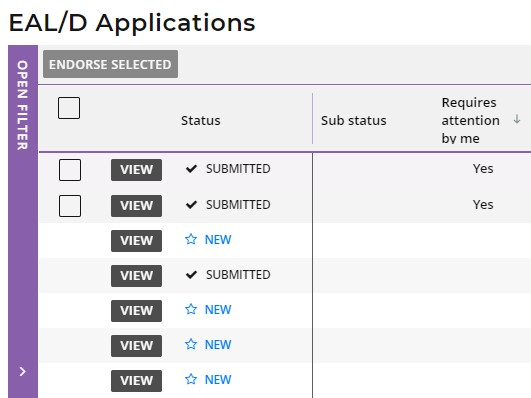 EAL/D Applications
OPEN FILTER
ENDORSE SELECTED
Status
Sub status
Requires
attention
by me
VIEW SUBMITTED Yes
VIEW SUBMITTED Yes
VIEW NEW
VIEW SUBMITTED
VIEW NEW
VIEW NEW
VIEW NEW